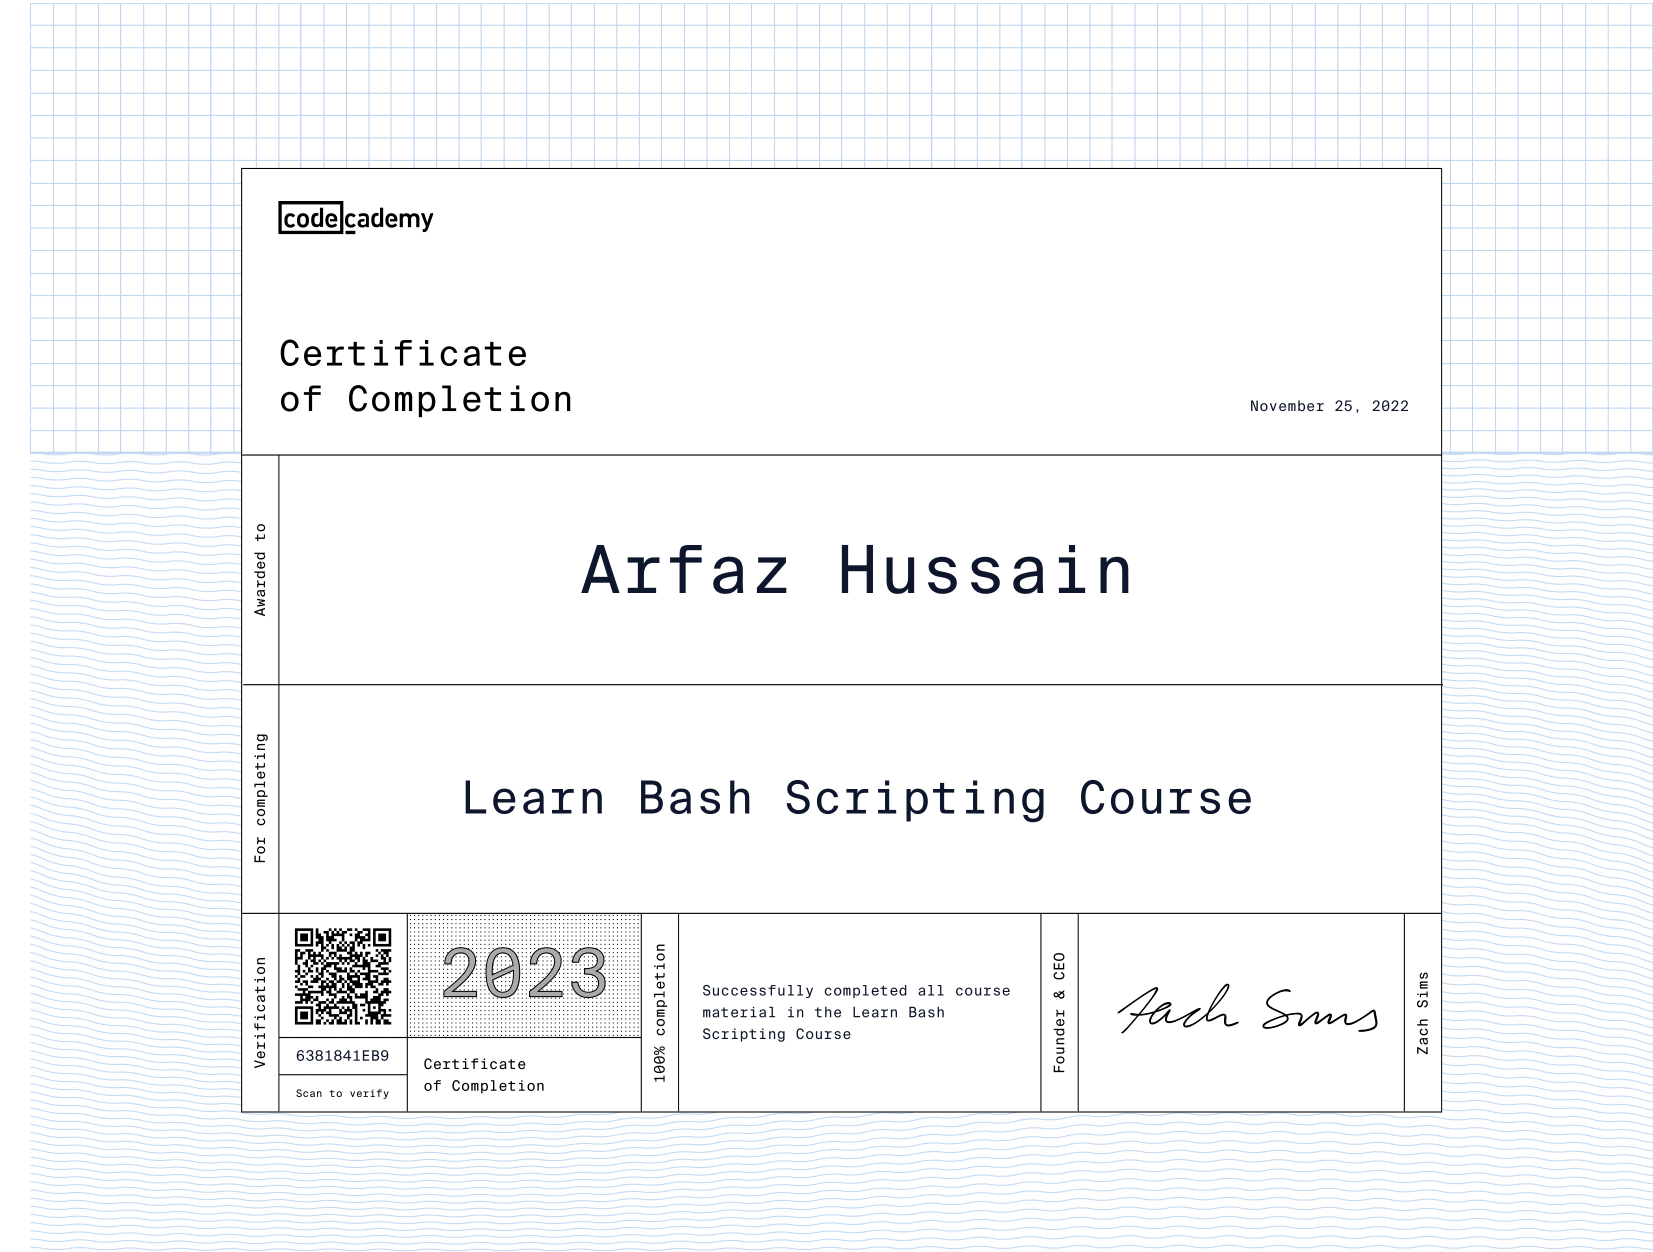 codecademy
Certificate
of Completion
November 25, 2022
Awarded to
Arfaz Hussain
For completing
Learn Bash Scripting Course
Verification
6381841EB9
Scan to verify
2023
Certificate
of Completion
100% completion
Successfully completed all course
material in the Learn Bash
Scripting Course
Founder & CEO
Zach Sims
Zach Sims